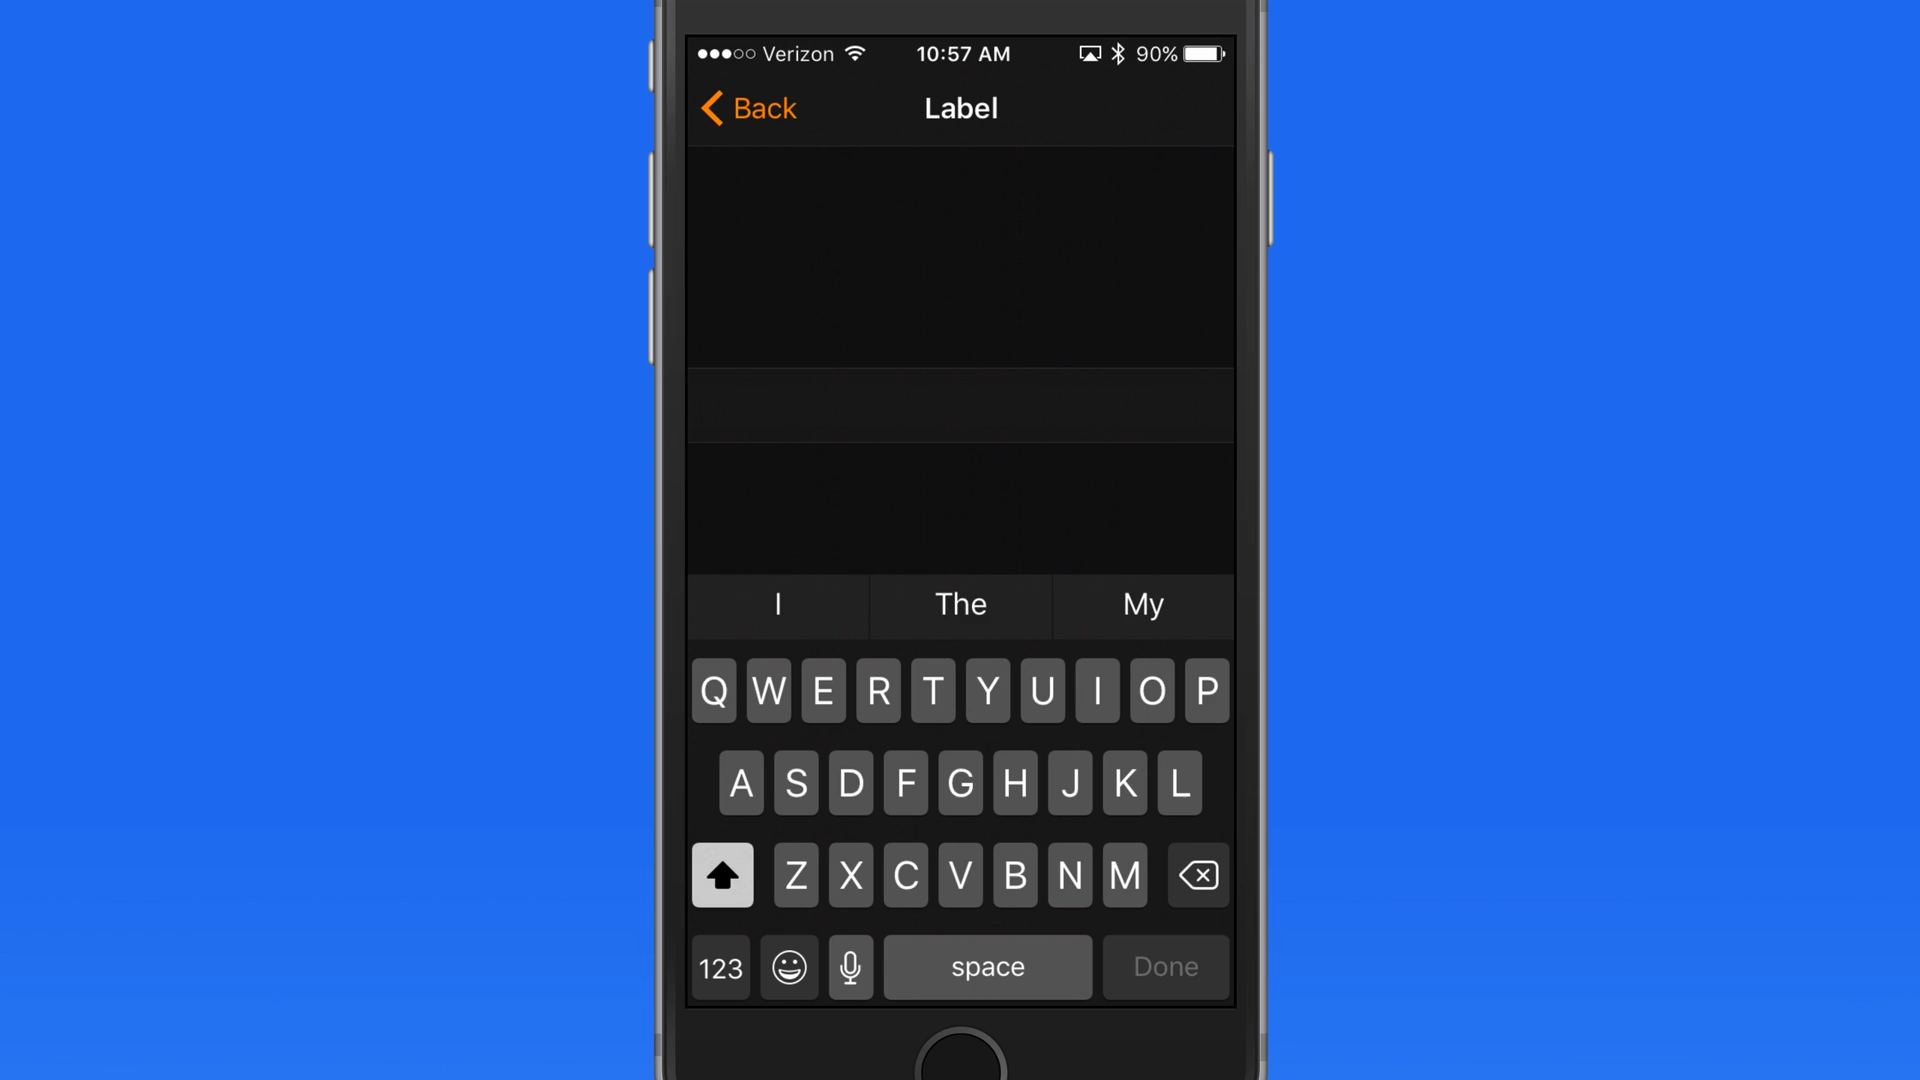 Verizon 10:57 AM 90%
Back Label
I The My
Q W E R T Y U I O P
A S D F G H J K L
Z X C V B N M
123 space Done